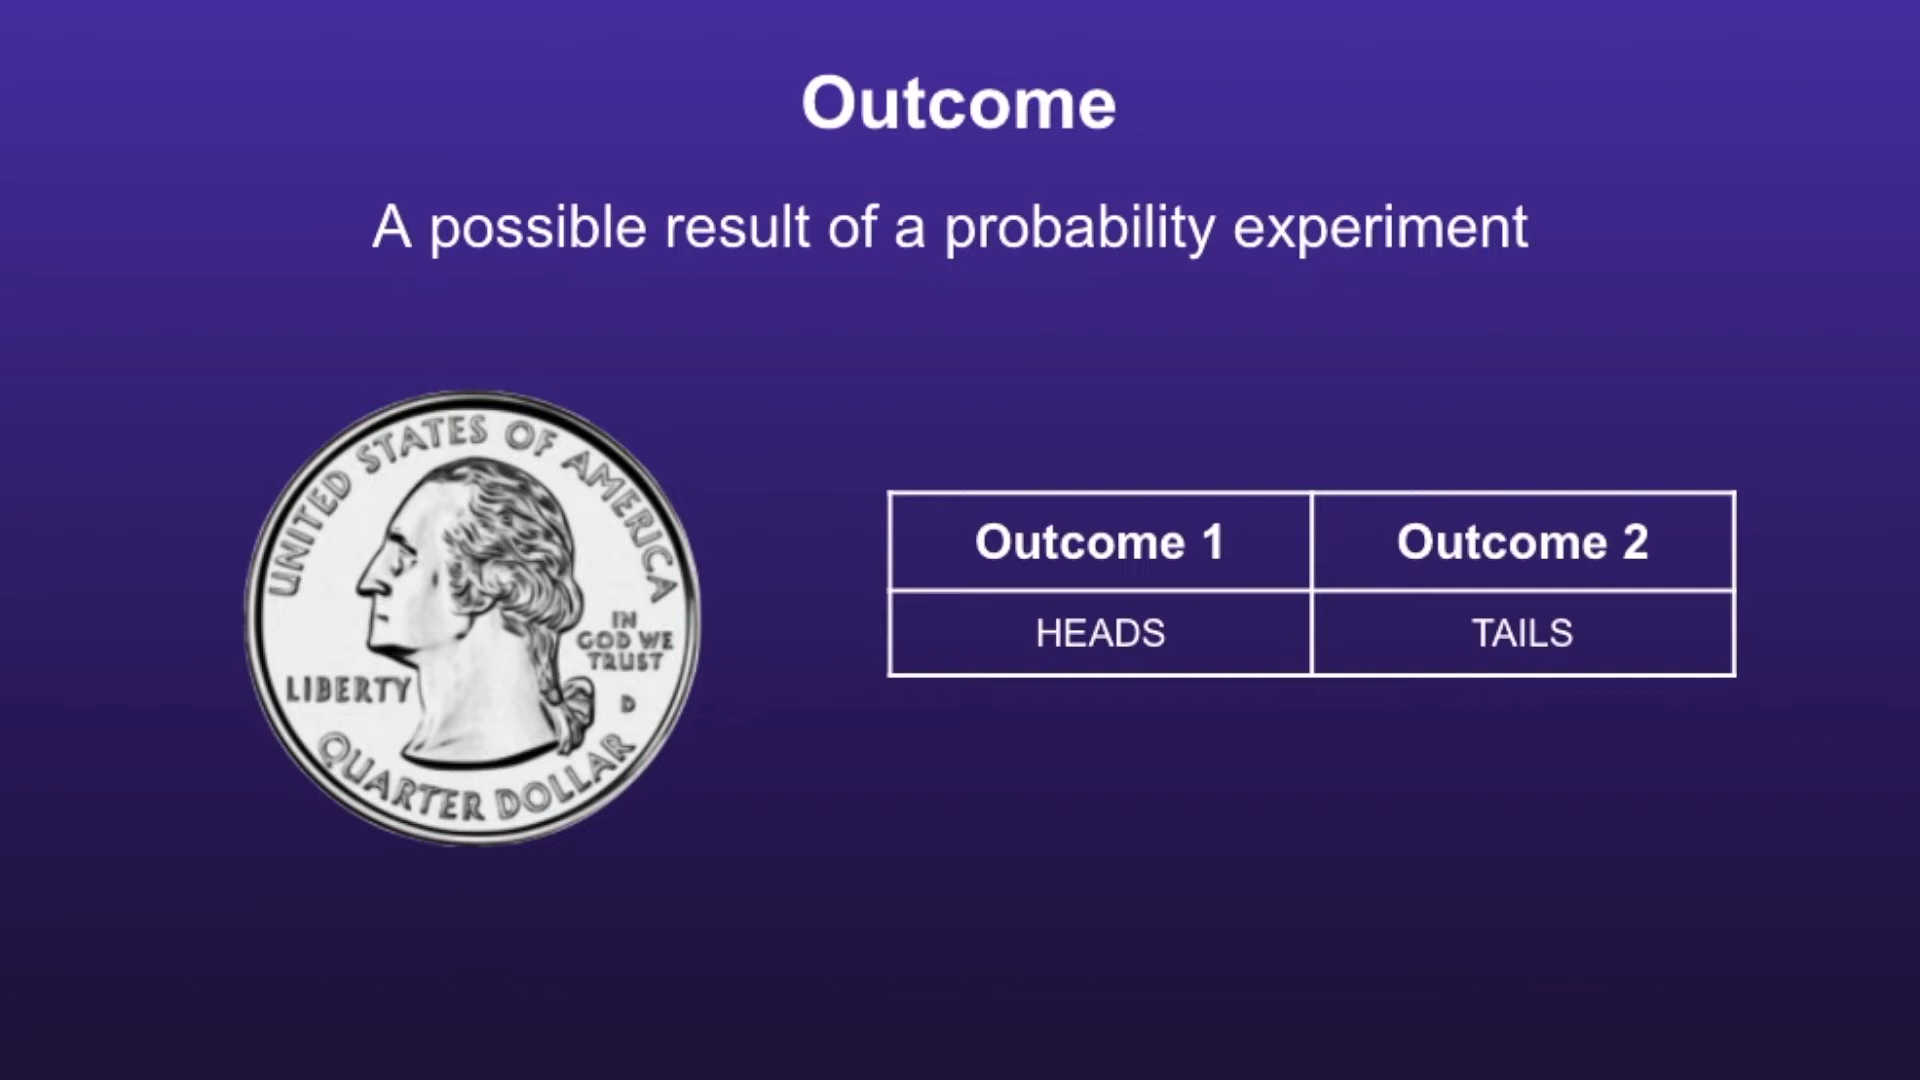 Outcome
A possible result of a probability experiment
UNITED STATES OF AMERICA
IN
GOD WE
TRUST
LIBERTY
D
QUARTER DOLLAR
Outcome 1 Outcome 2
HEADS TAILS